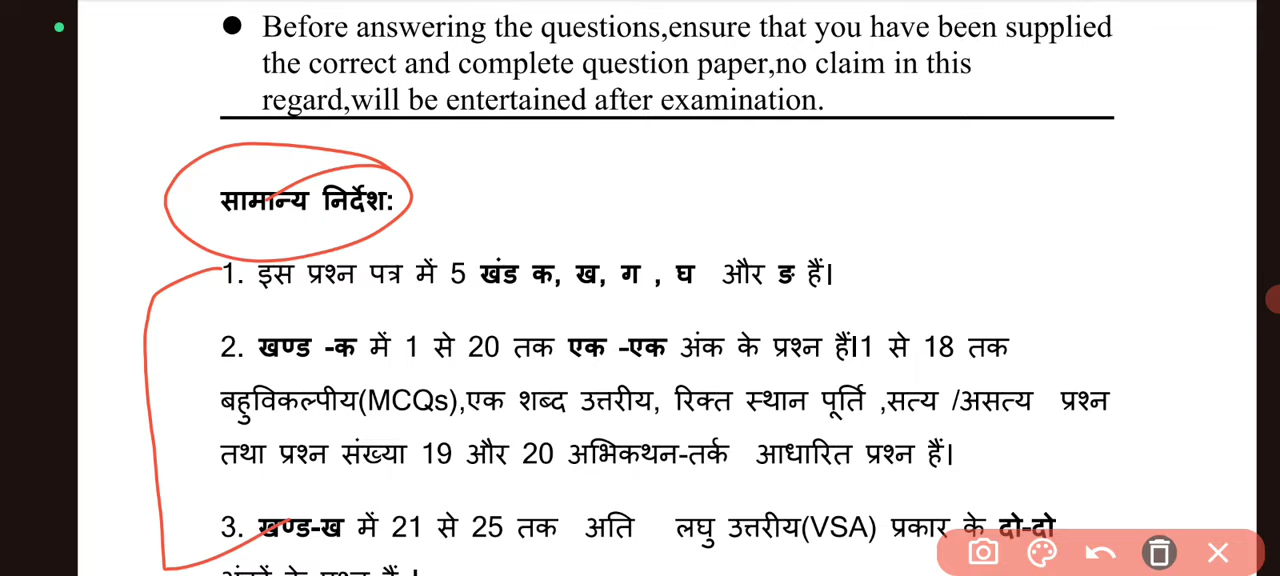 ● Before answering the questions,ensure that you have been supplied
the correct and complete question paper,no claim in this
regard,will be entertained after examination.
सामान्य निर्देश:
1. इस प्रश्न पत्र में 5 खंड क, ख, ग , घ और ङ हैं।
2. खण्ड -क में 1 से 20 तक एक -एक अंक के प्रश्न हैं।1 से 18 तक
बहुविकल्पीय(MCQs),एक शब्द उत्तरीय, रिक्त स्थान पूर्ति ,सत्य /असत्य प्रश्न
तथा प्रश्न संख्या 19 और 20 अभिकथन-तर्क आधारित प्रश्न हैं।
3. खण्ड-ख में 21 से 25 तक अति लघु उत्तरीय(VSA) प्रकार के दो-दो